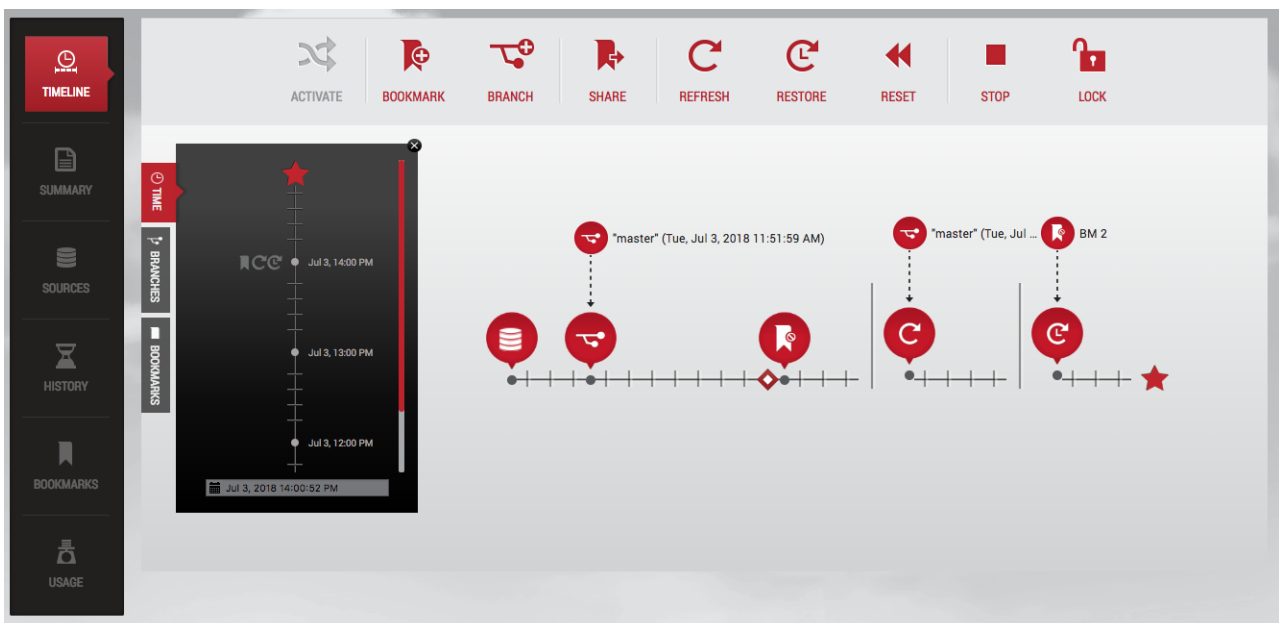 TIMELINE
SUMMARY
SOURCES
HISTORY
BOOKMARKS
USAGE
ACTIVATE
BOOKMARK
BRANCH
SHARE
REFRESH
RESTORE
RESET
STOP
LOCK
TIME
BRANCHES
BOOKMARKS
Jul 3, 14:00 PM
Jul 3, 13:00 PM
Jul 3, 12:00 PM
Jul 3, 2018 14:00:52 PM
"master" (Tue, Jul 3, 2018 11:51:59 AM)
"master" (Tue, Jul ...
BM 2